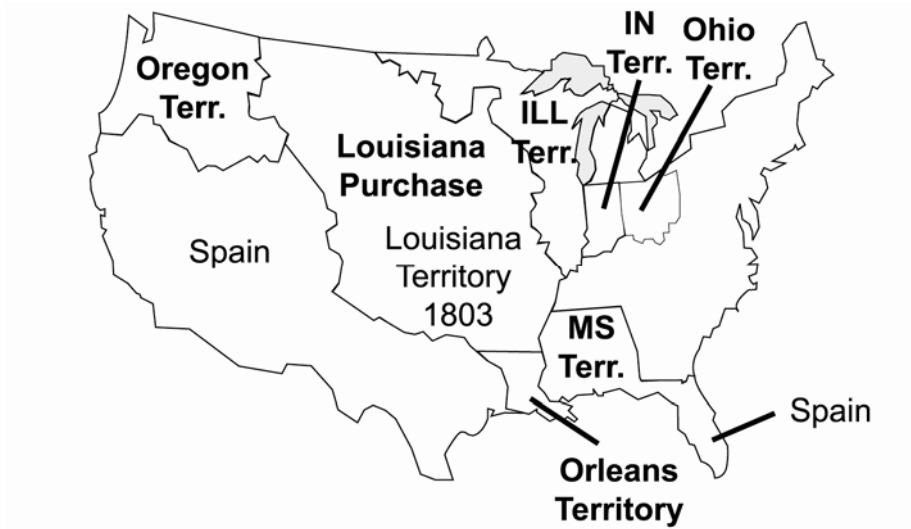 IN
Terr.
Ohio
Terr.
Oregon
Terr.
ILL
Terr.
Louisiana
Purchase
Louisiana
Territory
1803
Spain
MS
Terr.
Spain
Orleans
Territory